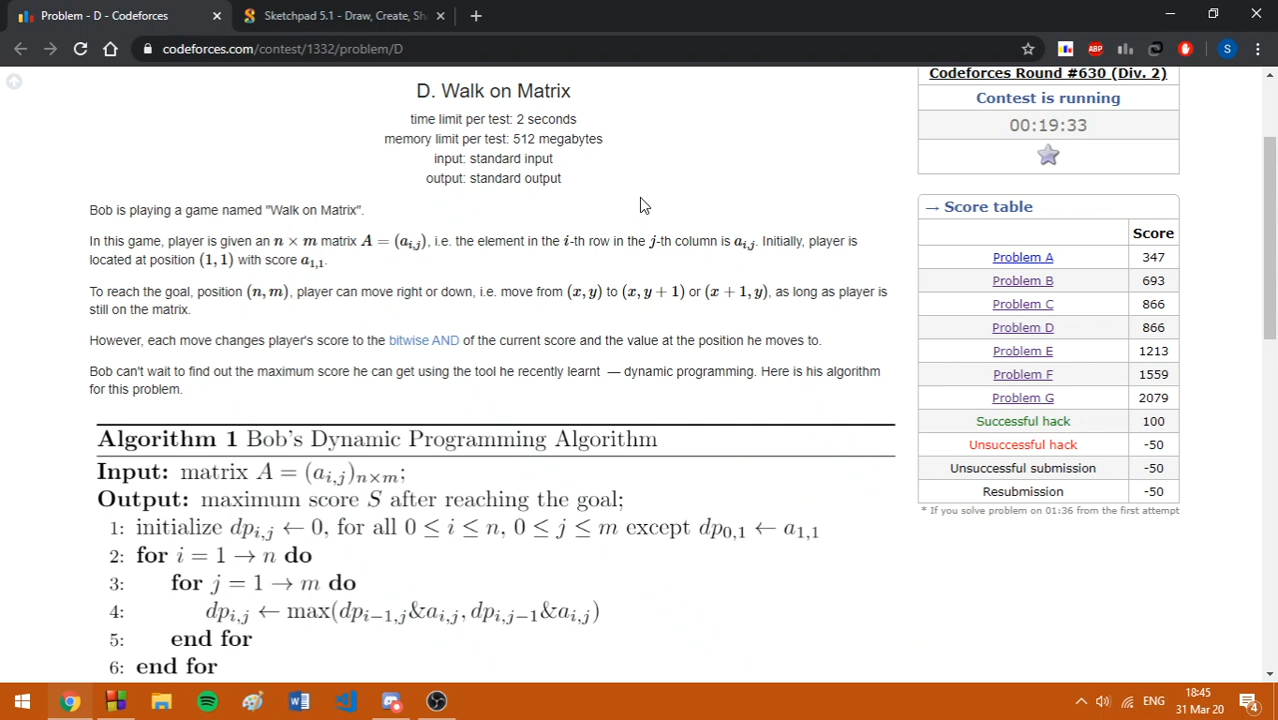 Problem - D - Codeforces
Sketchpad 5.1 - Draw, Create, Sh
codeforces.com/contest/1332/problem/D
ABP
S
D. Walk on Matrix
time limit per test: 2 seconds
memory limit per test: 512 megabytes
input: standard input
output: standard output
Bob is playing a game named "Walk on Matrix".
In this game, player is given an n × m matrix A = (a_{i,j}), i.e. the element in the i-th row in the j-th column is a_{i,j}. Initially, player is
located at position (1, 1) with score a_{1,1}.
To reach the goal, position (n, m), player can move right or down, i.e. move from (x, y) to (x, y + 1) or (x + 1, y), as long as player is
still on the matrix.
However, each move changes player's score to the bitwise AND of the current score and the value at the position he moves to.
Bob can't wait to find out the maximum score he can get using the tool he recently learnt — dynamic programming. Here is his algorithm
for this problem.
Algorithm 1 Bob's Dynamic Programming Algorithm
Input: matrix A = (a_{i,j})_{n×m};
Output: maximum score S after reaching the goal;
1: initialize dp_{i,j} ← 0, for all 0 ≤ i ≤ n, 0 ≤ j ≤ m except dp_{0,1} ← a_{1,1}
2: for i = 1 → n do
3: for j = 1 → m do
4: dp_{i,j} ← max(dp_{i−1,j}&a_{i,j}, dp_{i,j−1}&a_{i,j})
5: end for
6: end for
Codeforces Round #630 (Div. 2)
Contest is running
00:19:33
→ Score table
Score
Problem A 347
Problem B 693
Problem C 866
Problem D 866
Problem E 1213
Problem F 1559
Problem G 2079
Successful hack 100
Unsuccessful hack -50
Unsuccessful submission -50
Resubmission -50
* If you solve problem on 01:36 from the first attempt
ENG
18:45
31 Mar 20
4